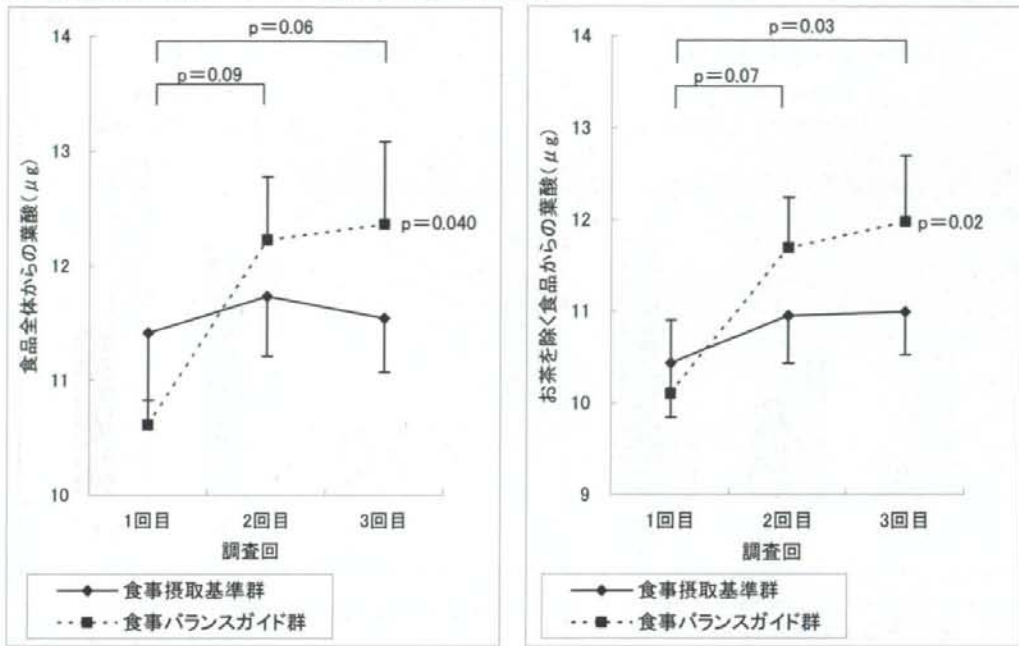 食品全体からの葉酸(μg)
14
13
12
11
10
p=0.06
p=0.09
p=0.040
1回目 2回目 3回目
調査回
食事摂取基準群
食事バランスガイド群
お茶を除く食品からの葉酸(μg)
14
13
12
11
10
9
p=0.03
p=0.07
p=0.02
1回目 2回目 3回目
調査回
食事摂取基準群
食事バランスガイド群